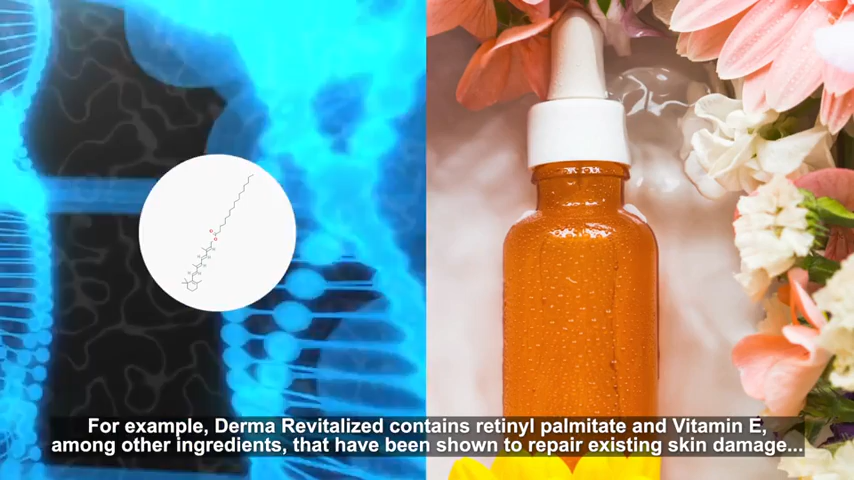 For example, Derma Revitalized contains retinyl palmitate and Vitamin E,
among other ingredients, that have been shown to repair existing skin damage...